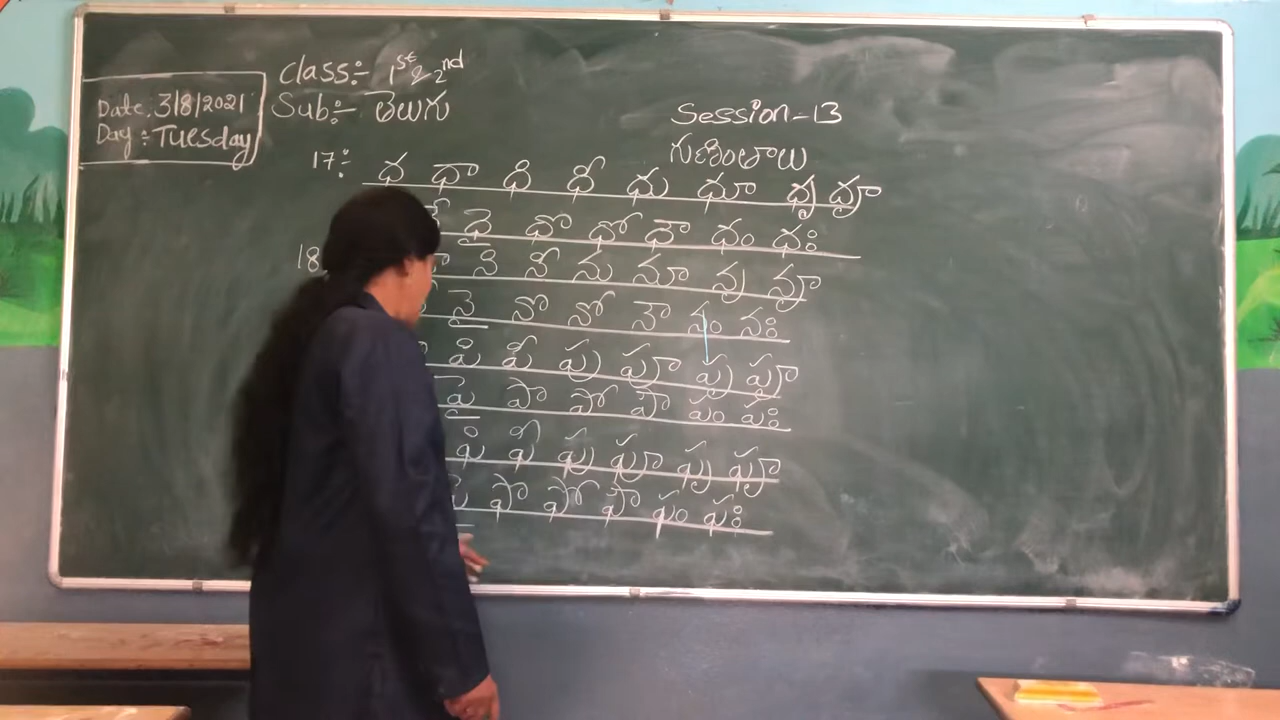 Class:- 1st & 2nd
Date. 3/8/2021
Sub:- తెలుగు
Day :- Tuesday
Session-13
గుణింతాలు
17:- ధ ధా ధి ధీ ధు ధూ ధృ ధౄ
ధై ధొ ధో ధౌ ధం ధః
18 ని నీ ను నూ నృ నౄ
నై నొ నో నౌ నం నః
పి పీ పు పూ పృ పౄ
పై పొ పో పౌ పం పః
ఫి ఫీ ఫు ఫూ ఫృ ఫౄ
ఫొ ఫో ఫౌ ఫం ఫః